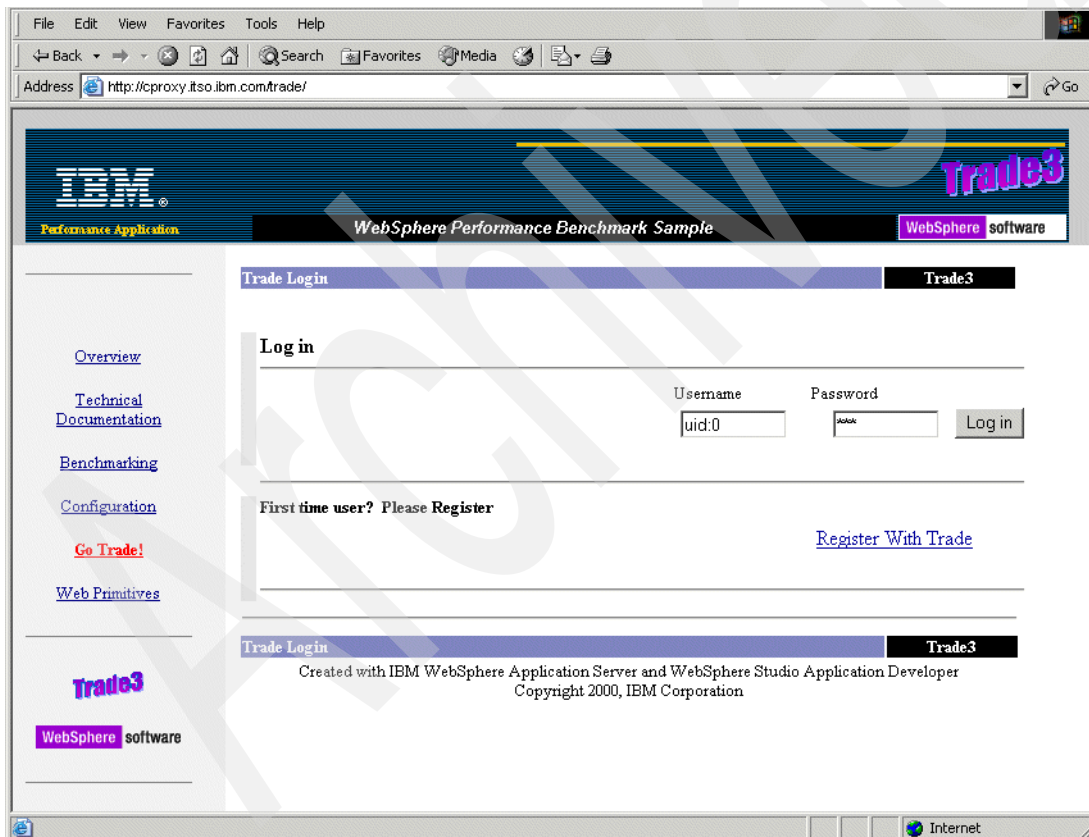 File Edit View Favorites Tools Help
Back Search Favorites Media
Address http://cproxy.itso.ibm.com/trade/ Go
IBM®
Trade3
Performance Application
WebSphere Performance Benchmark Sample
WebSphere software
Trade Login Trade3
Overview
Technical
Documentation
Benchmarking
Configuration
Go Trade!
Web Primitives
Trade3
WebSphere software
Log in
Username Password
uid:0 *** Log in
First time user? Please Register
Register With Trade
Trade Login Trade3
Created with IBM WebSphere Application Server and WebSphere Studio Application Developer
Copyright 2000, IBM Corporation
Internet